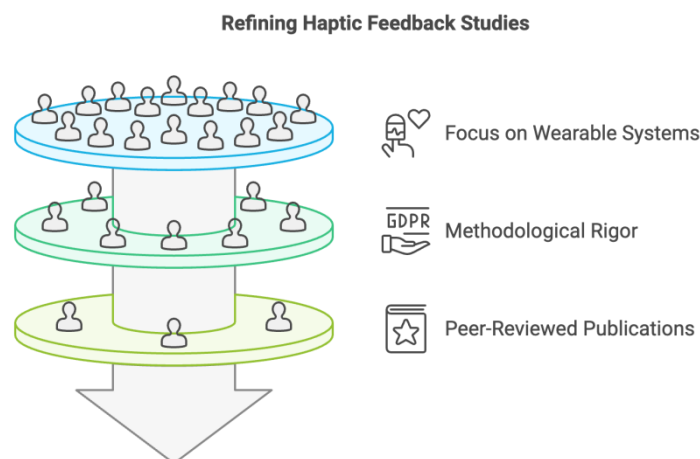 Refining Haptic Feedback Studies
Focus on Wearable Systems
GDPR
Methodological Rigor
Peer-Reviewed Publications